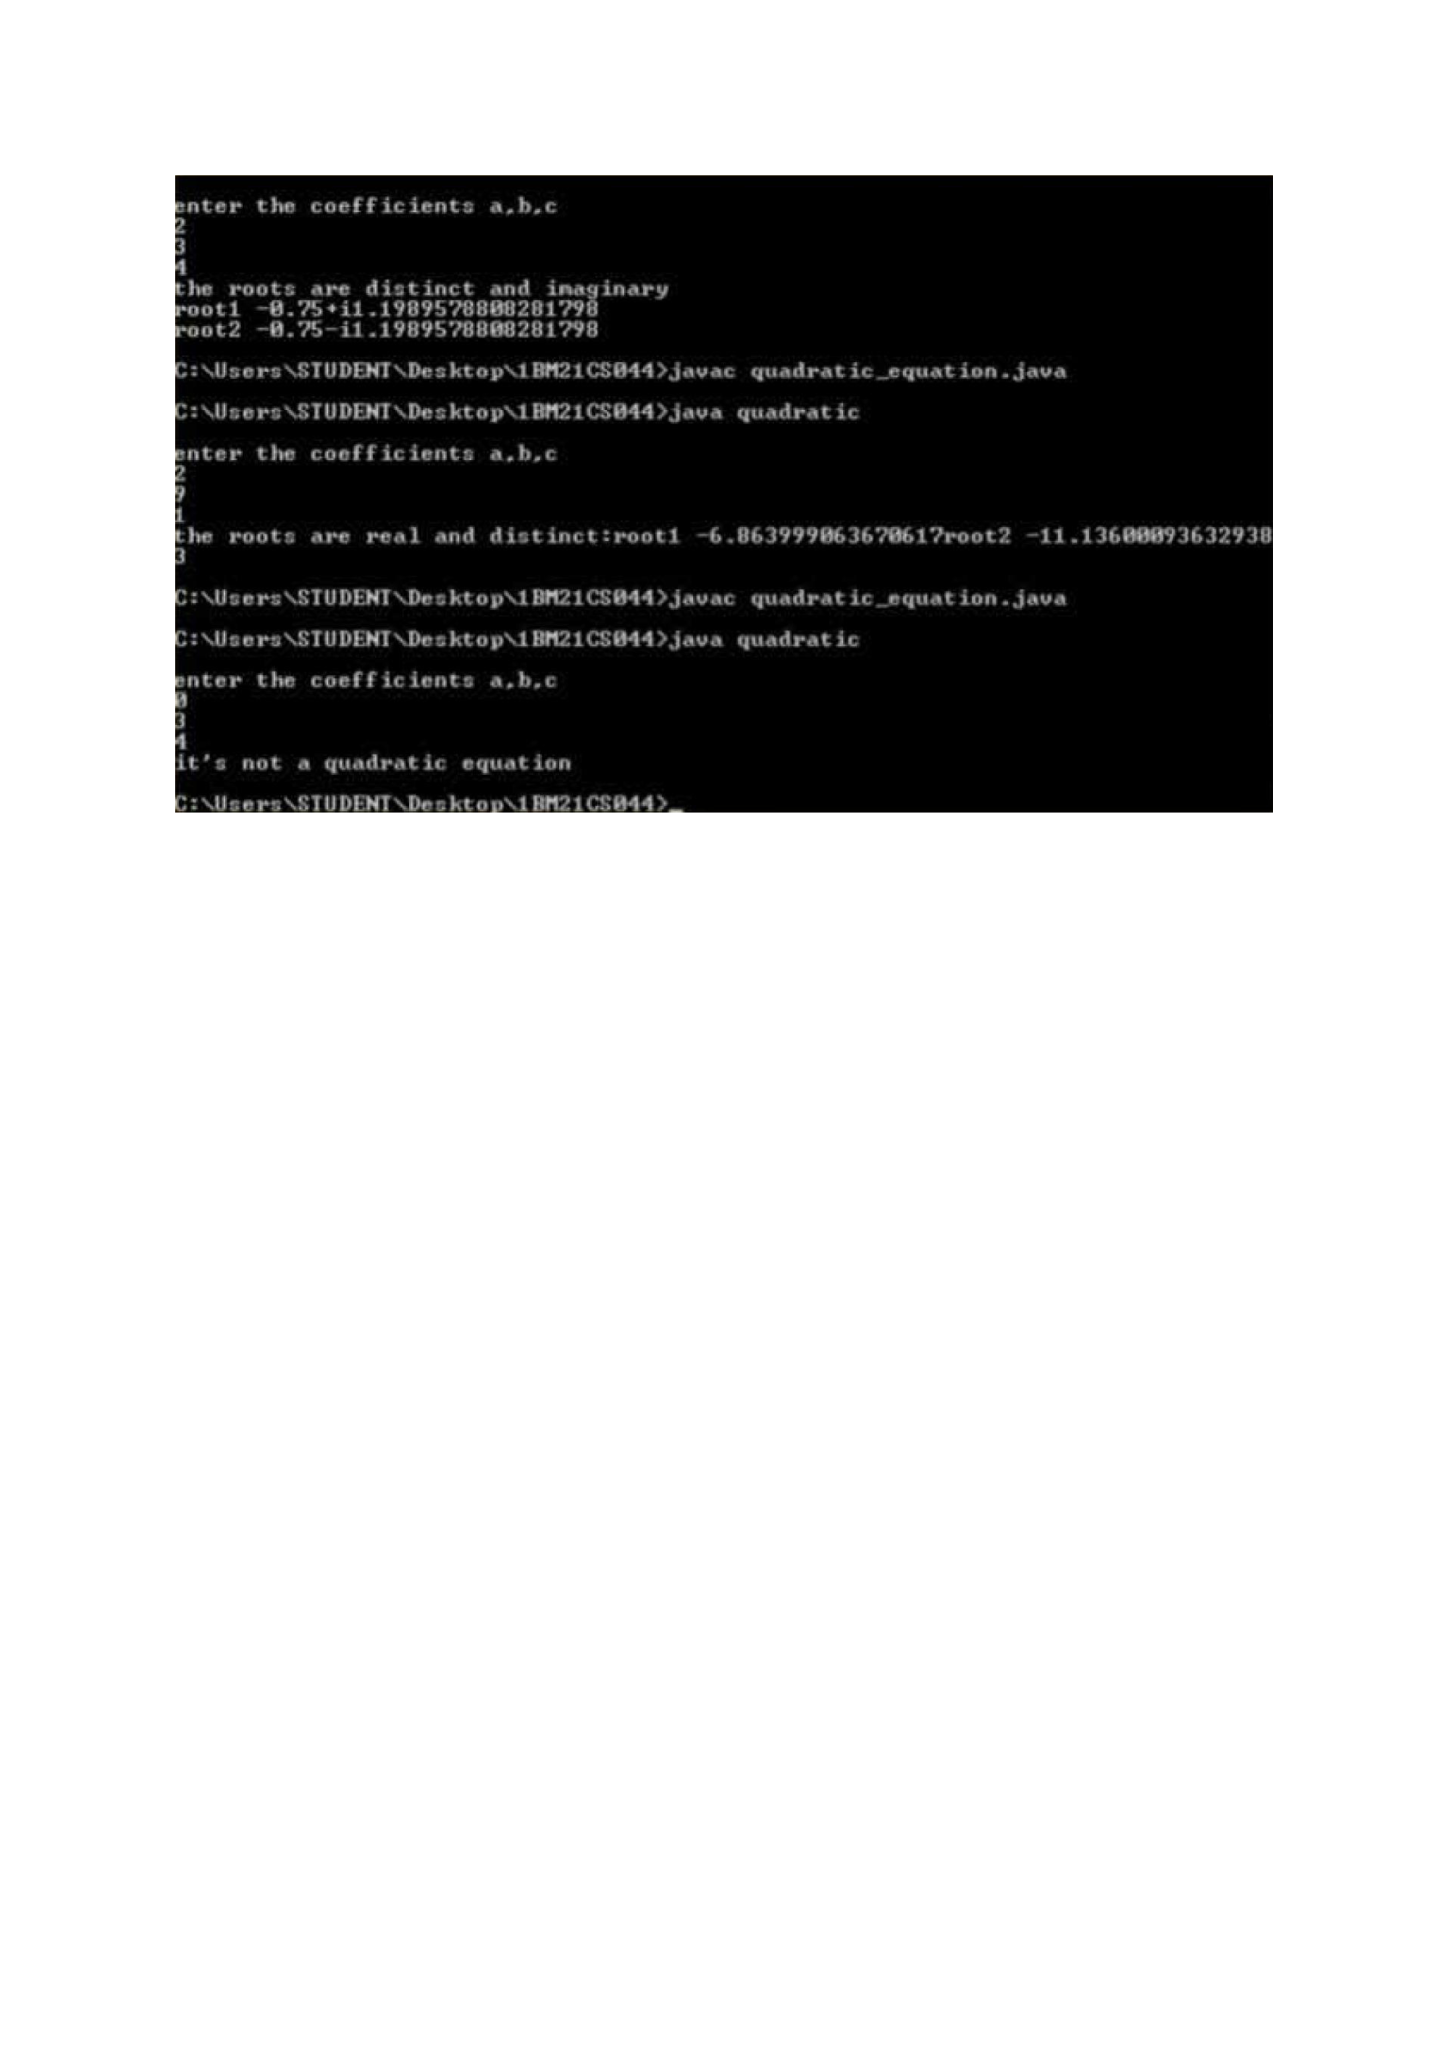 enter the coefficients a,b,c
2
3
4
the roots are distinct and imaginary
root1 -0.75+i1.1989578808281798
root2 -0.75-i1.1989578808281798
C:\Users\STUDENT\Desktop\1BM21CS044>javac quadratic_equation.java
C:\Users\STUDENT\Desktop\1BM21CS044>java quadratic
enter the coefficients a,b,c
2
9
1
the roots are real and distinct:root1 -6.863999063670617root2 -11.13600093632938
3
C:\Users\STUDENT\Desktop\1BM21CS044>javac quadratic_equation.java
C:\Users\STUDENT\Desktop\1BM21CS044>java quadratic
enter the coefficients a,b,c
0
3
4
it's not a quadratic equation
C:\Users\STUDENT\Desktop\1BM21CS044>_